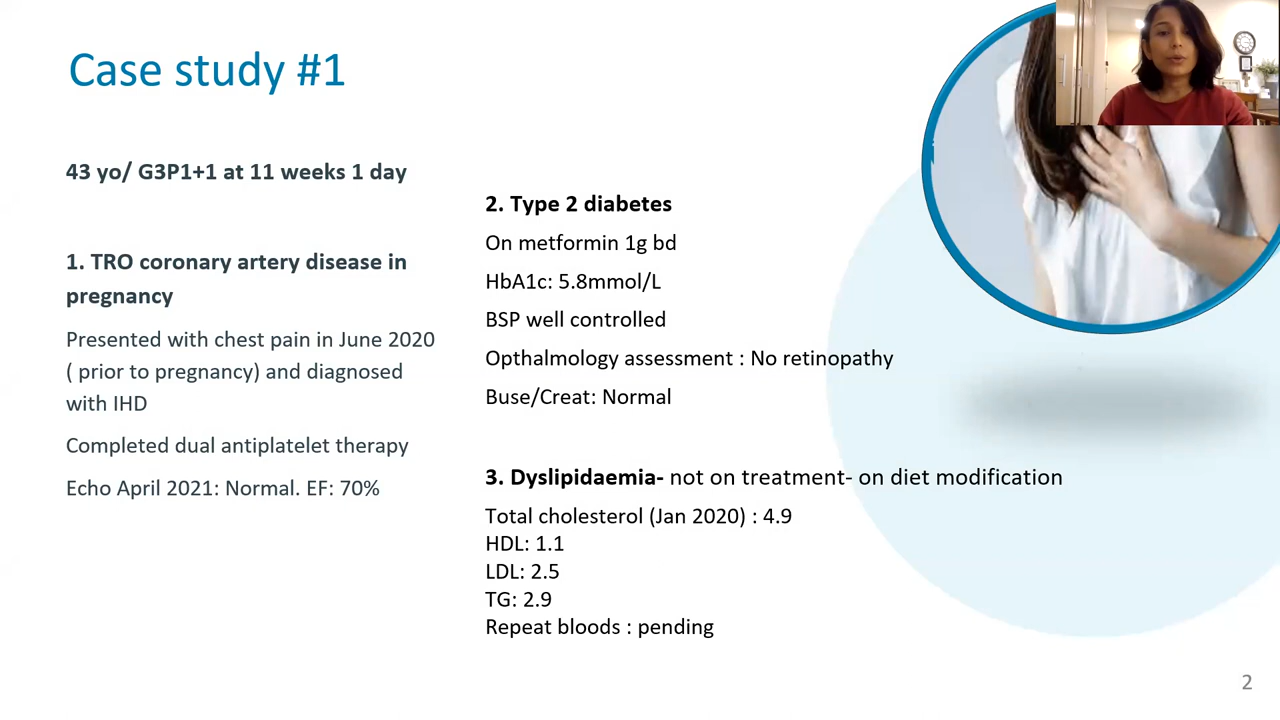 Case study #1
43 yo/ G3P1+1 at 11 weeks 1 day
1. TRO coronary artery disease in
pregnancy
Presented with chest pain in June 2020
( prior to pregnancy) and diagnosed
with IHD
Completed dual antiplatelet therapy
Echo April 2021: Normal. EF: 70%
2. Type 2 diabetes
On metformin 1g bd
HbA1c: 5.8mmol/L
BSP well controlled
Opthalmology assessment : No retinopathy
Buse/Creat: Normal
3. Dyslipidaemia- not on treatment- on diet modification
Total cholesterol (Jan 2020) : 4.9
HDL: 1.1
LDL: 2.5
TG: 2.9
Repeat bloods : pending
2